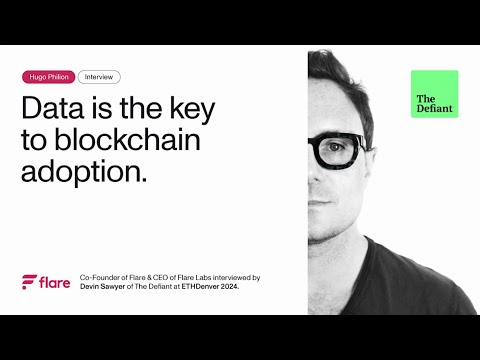 Hugo Philion
Interview
Data is the key
to blockchain
adoption.
The
Defiant
flare
Co-Founder of Flare & CEO of Flare Labs interviewed by
Devin Sawyer of The Defiant at ETHDenver 2024.